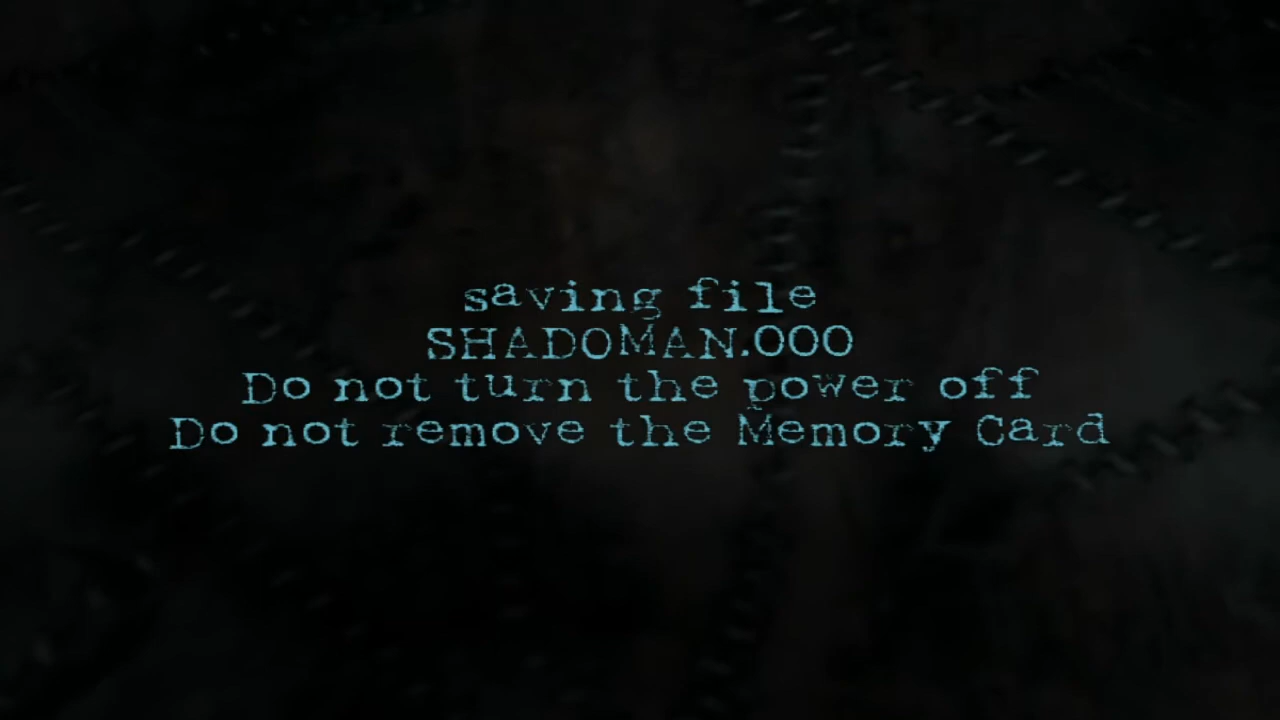 saving file
SHADOMAN.000
Do not turn the power off
Do not remove the Memory Card